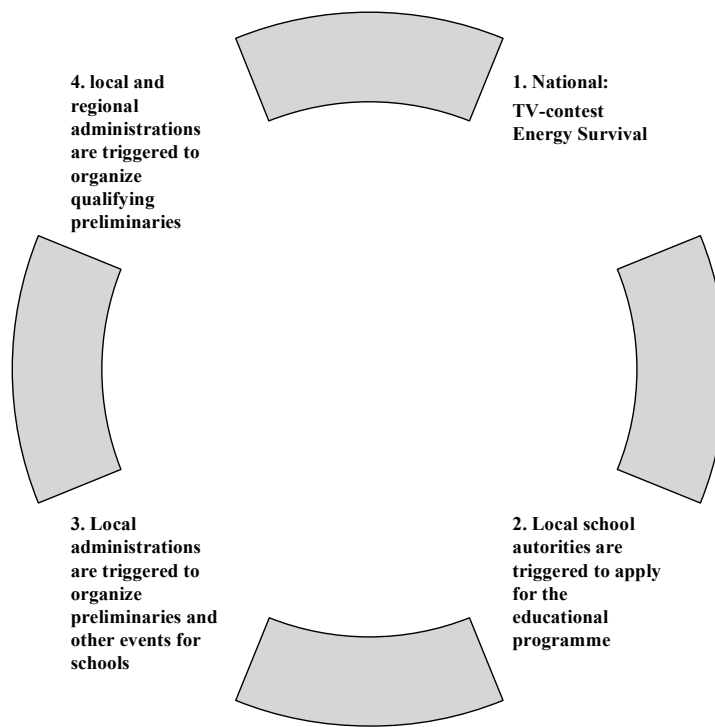 1. National:
TV-contest
Energy Survival
2. Local school
autorities are
triggered to apply
for the
educational
programme
3. Local
administrations
are triggered to
organize
preliminaries and
other events for
schools
4. local and
regional
administrations
are triggered to
organize
qualifying
preliminaries